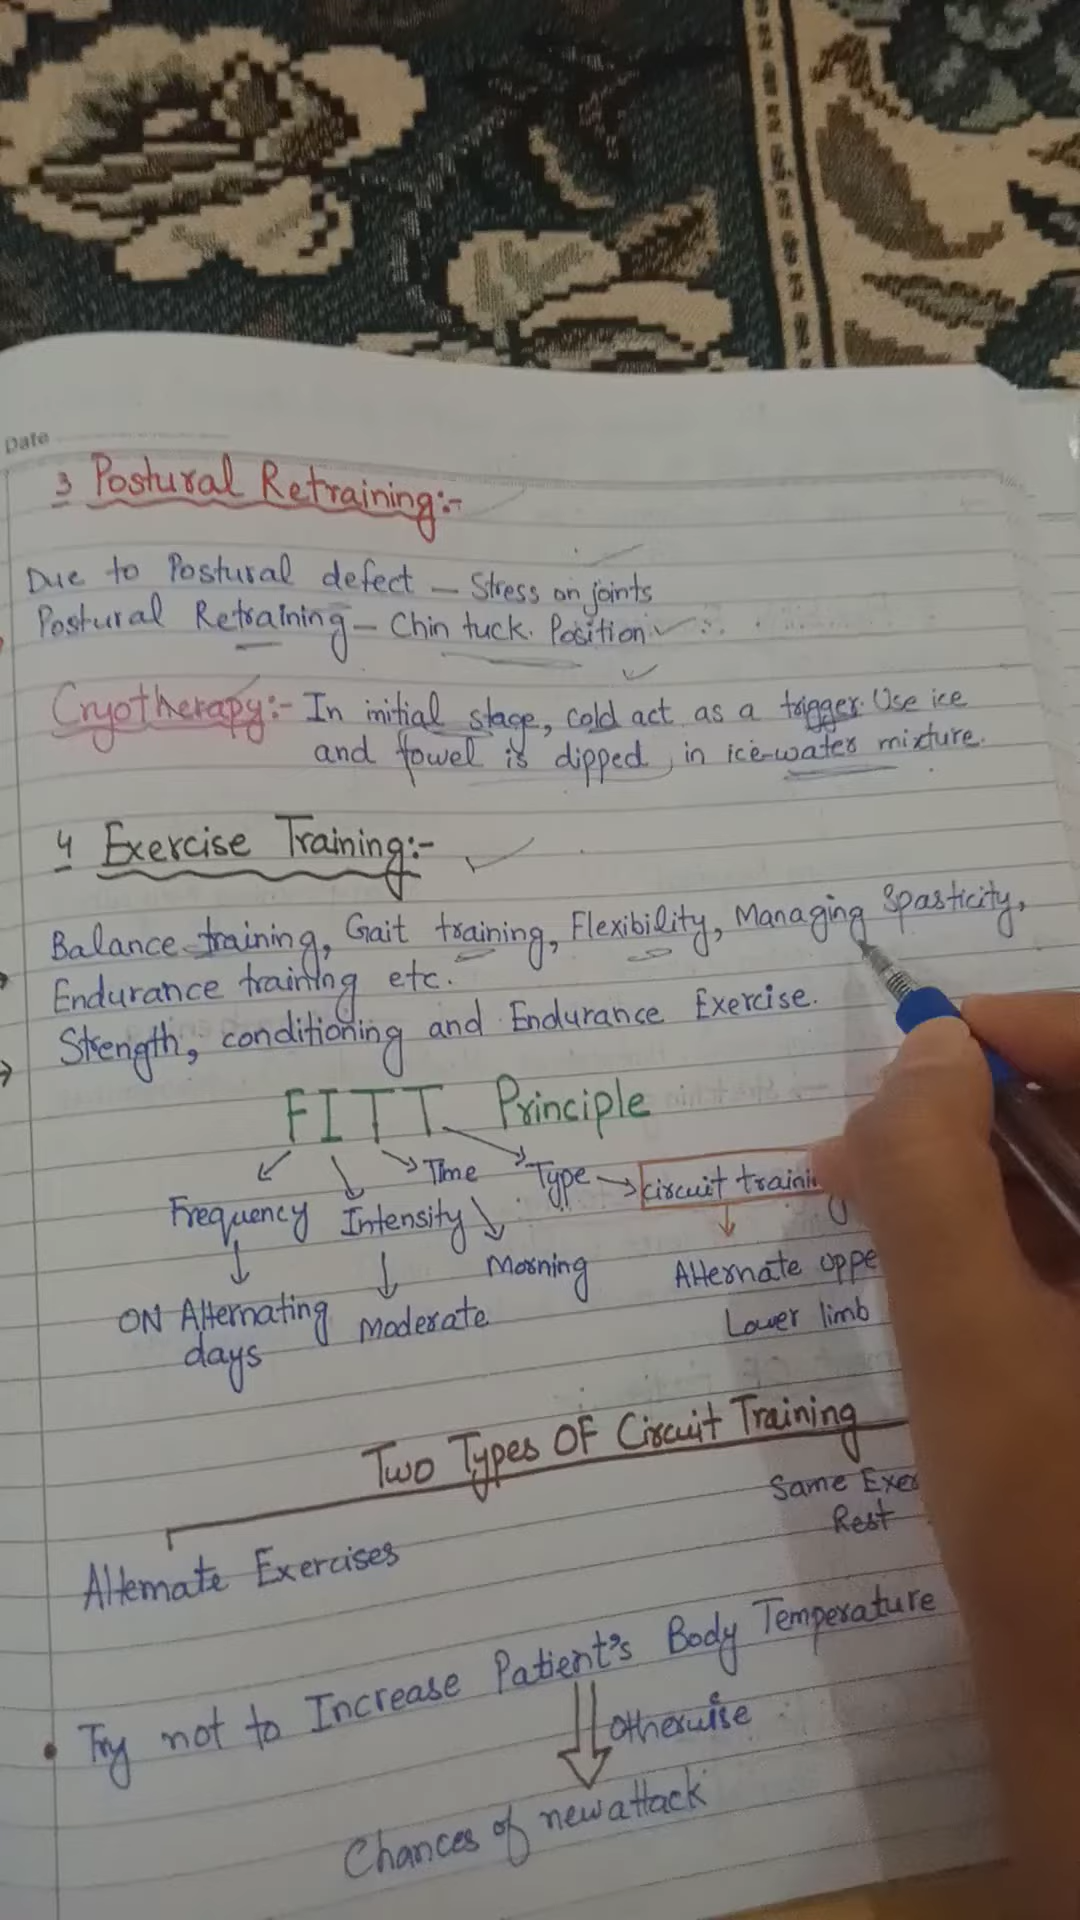 Date
3 Postural Retraining:-
Due to Postural defect - Stress on joints
Postural Retraining - Chin tuck. Position
Cryotherapy:- In initial stage, cold act as a trigger. Use ice
and towel is dipped in ice-water mixture.
4 Exercise Training:-
Balance training, Gait training, Flexibility, Managing Spasticity,
Endurance training etc.
Strength, conditioning and Endurance Exercise.
FITT Principle
Time Type → circuit
Frequency Intensity
Morning Alternate
ON Alternating Moderate Lower limb
days
Two Types OF Circuit Training
Same
Rest
Alternate Exercises
• Try not to Increase Patient's Body Temperature
otherwise
Chances of new attack